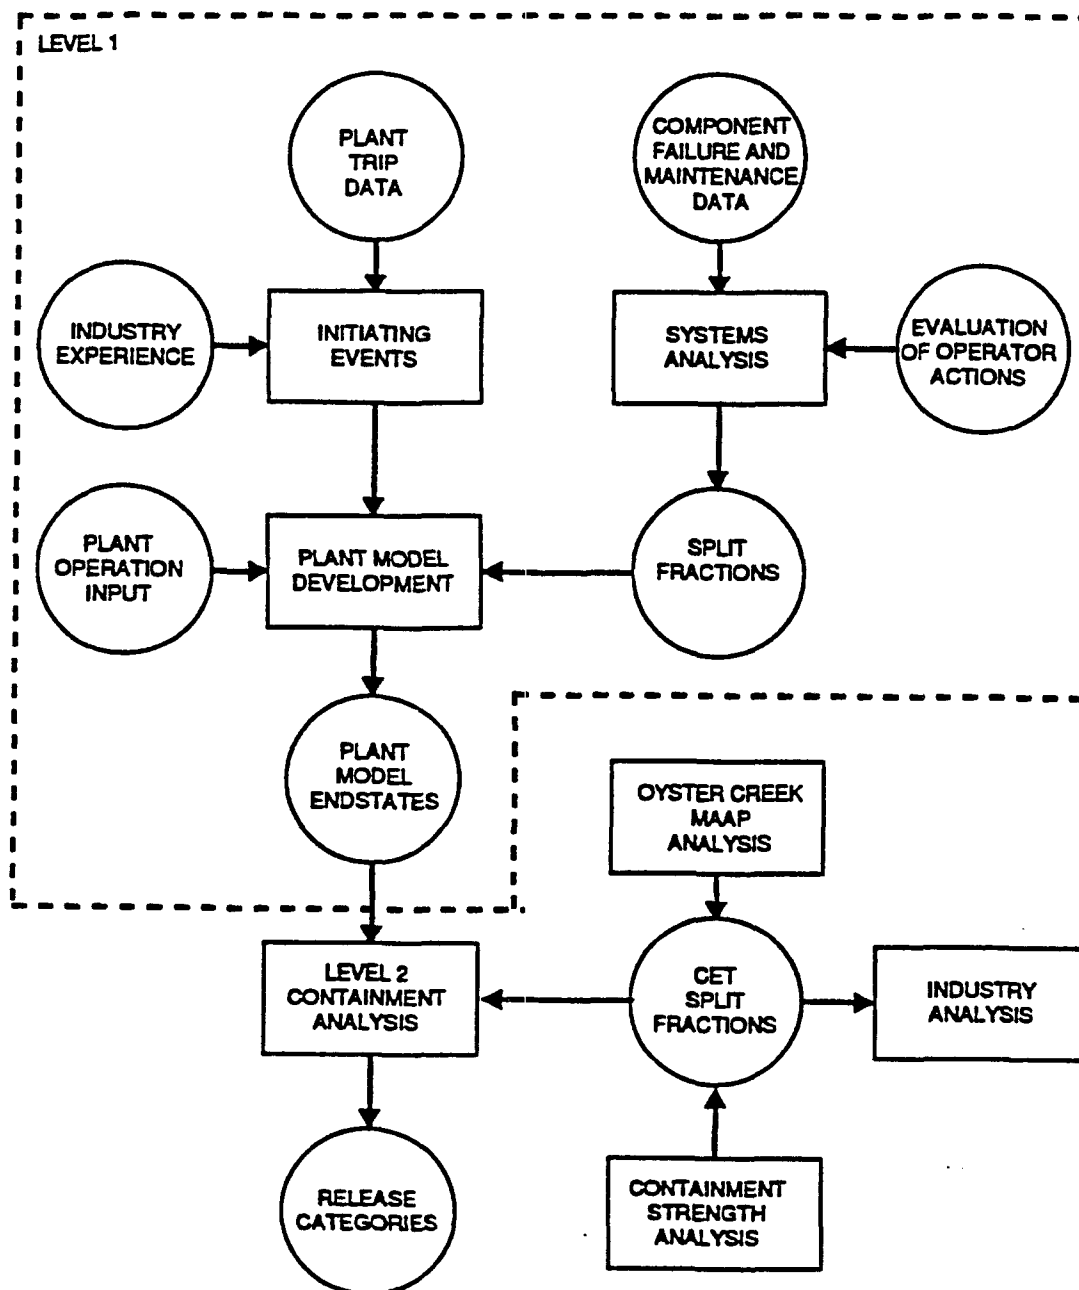 LEVEL 1
PLANT
TRIP
DATA
COMPONENT
FAILURE AND
MAINTENANCE
DATA
INDUSTRY
EXPERIENCE
INITIATING
EVENTS
SYSTEMS
ANALYSIS
EVALUATION
OF OPERATOR
ACTIONS
PLANT
OPERATION
INPUT
PLANT MODEL
DEVELOPMENT
SPLIT
FRACTIONS
PLANT
MODEL
ENDSTATES
OYSTER CREEK
MAAP
ANALYSIS
LEVEL 2
CONTAINMENT
ANALYSIS
CET
SPLIT
FRACTIONS
INDUSTRY
ANALYSIS
RELEASE
CATEGORIES
CONTAINMENT
STRENGTH
ANALYSIS